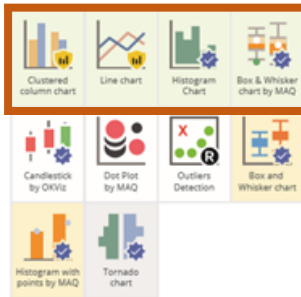 Clustered
column chart
Line chart
Histogram
Chart
Box & Whisker
chart by MAQ
Candlestick
by OKViz
Dot Plot
by MAQ
X
R
Outliers
Detection
Box and
Whisker chart
Histogram with
points by MAQ
Tornado
chart